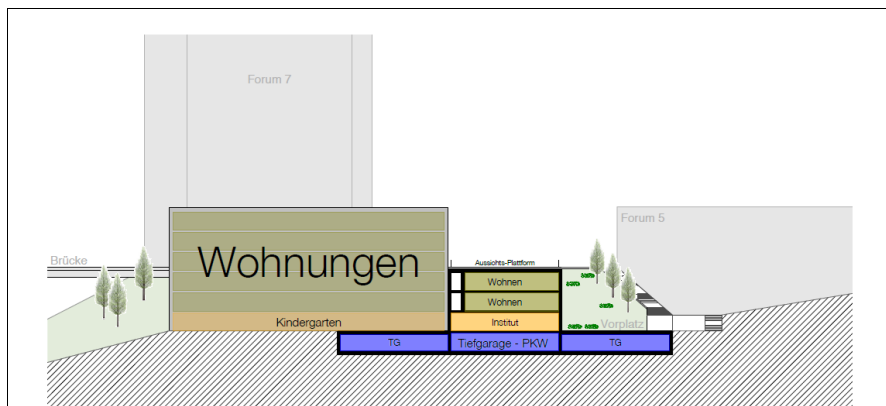 Forum 7
Forum 5
Brücke
Aussichts-Plattform
Wohnungen
Wohnen
Wohnen
Kindergarten
Institut
Vorplatz
TG
Tiefgarage - PKW
TG